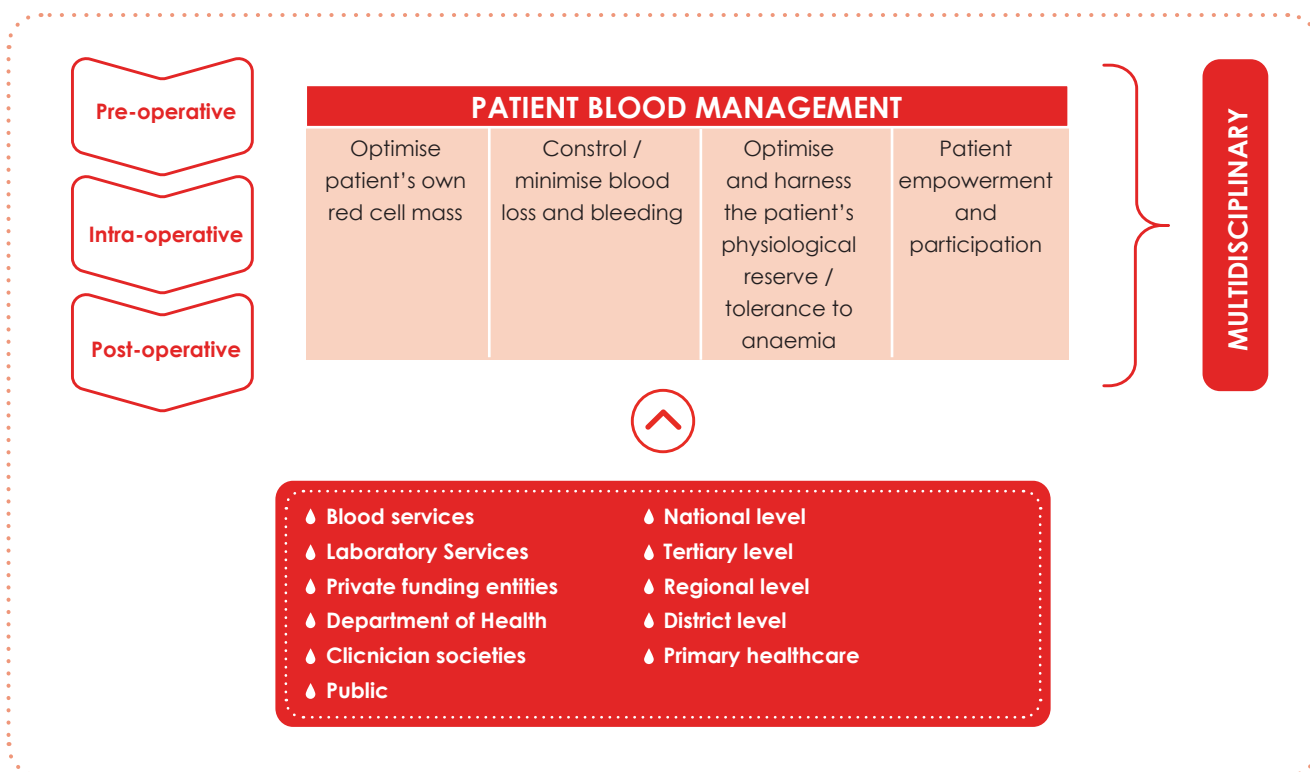 Pre-operative
Intra-operative
Post-operative
PATIENT BLOOD MANAGEMENT
Optimise
patient’s own
red cell mass
Constrol /
minimise blood
loss and bleeding
Optimise
and harness
the patient’s
physiological
reserve /
tolerance to
anaemia
Patient
empowerment
and
participation
MULTIDISCIPLINARY
Blood services
Laboratory Services
Private funding entities
Department of Health
Clicnician societies
Public
National level
Tertiary level
Regional level
District level
Primary healthcare